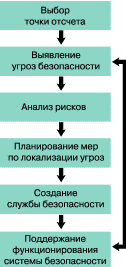 Выбор
точки отсчета
Выявление
угроз безопасности
Анализ рисков
Планирование мер
по локализации угроз
Создание
службы безопасности
Поддержание
функционирования
системы безопасности